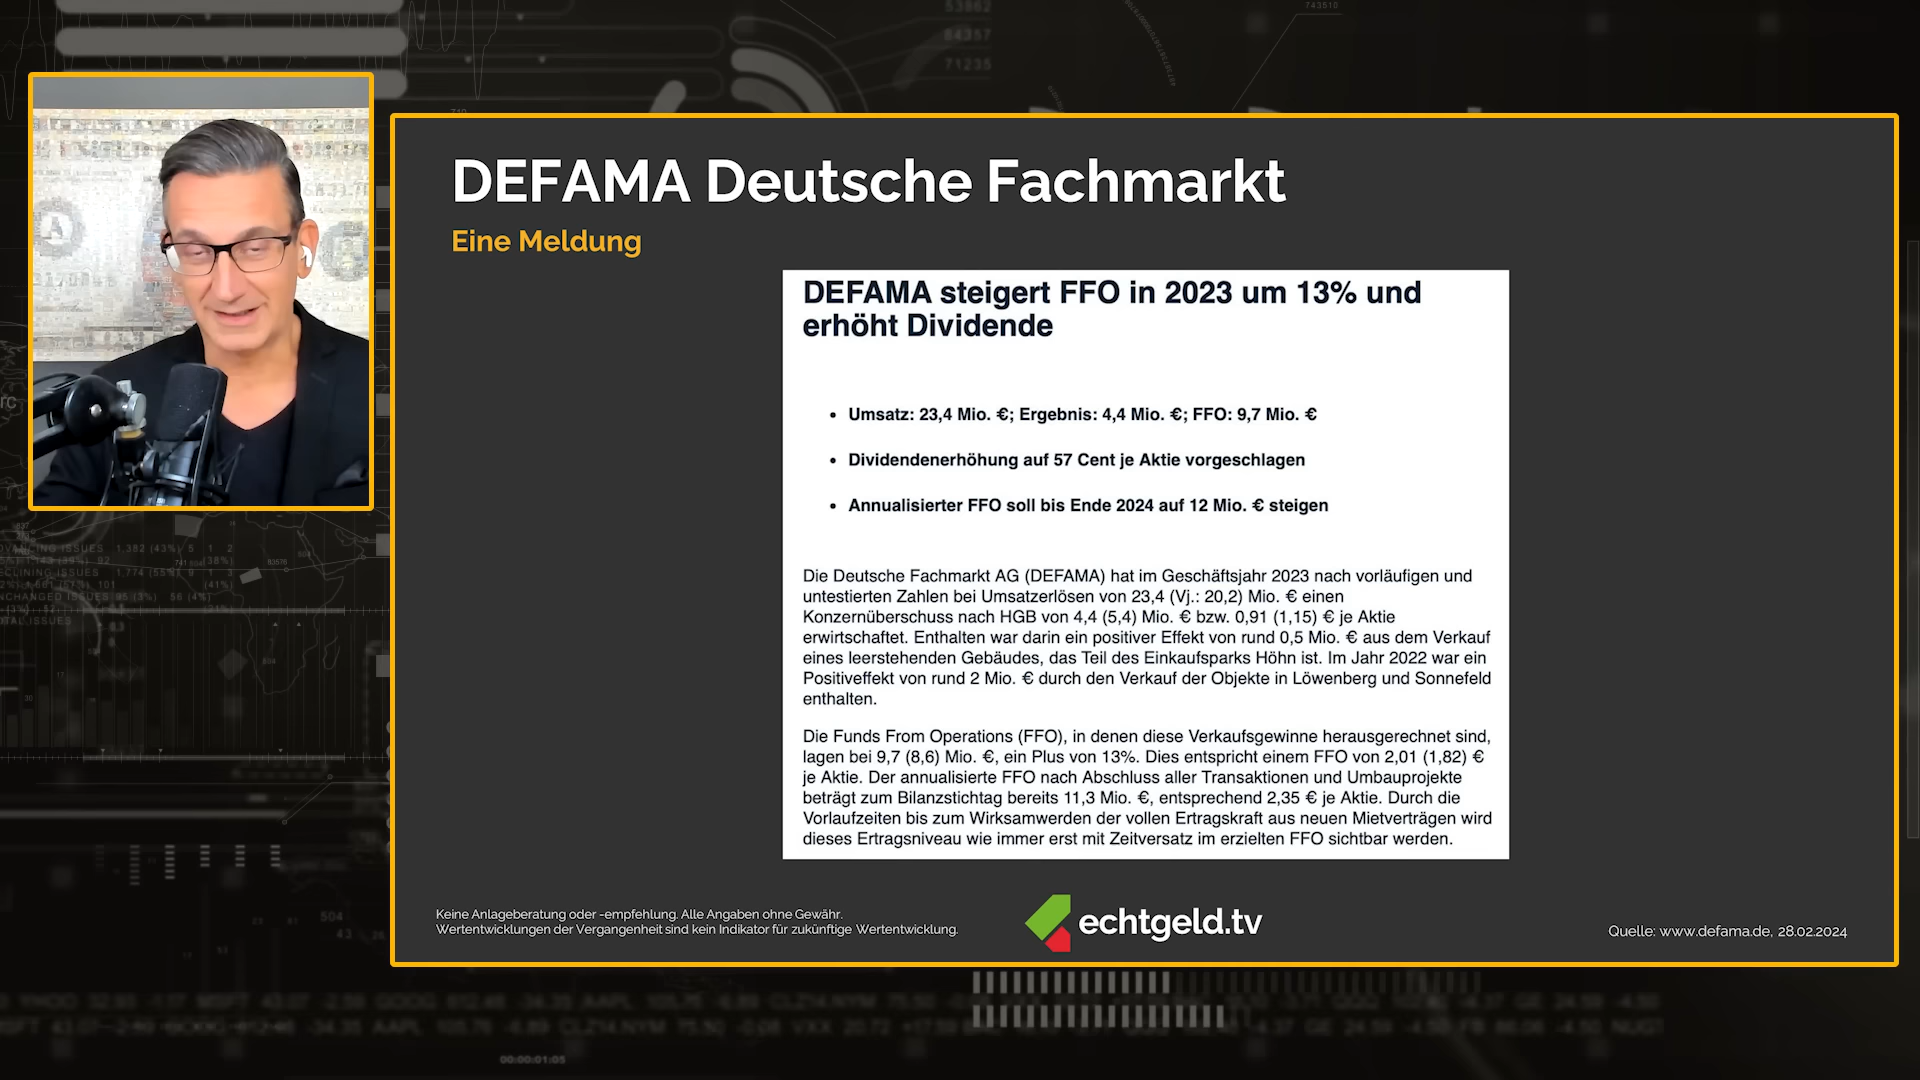 DEFAMA Deutsche Fachmarkt
Eine Meldung
DEFAMA steigert FFO in 2023 um 13% und
erhöht Dividende
• Umsatz: 23,4 Mio. €; Ergebnis: 4,4 Mio. €; FFO: 9,7 Mio. €
• Dividendenerhöhung auf 57 Cent je Aktie vorgeschlagen
• Annualisierter FFO soll bis Ende 2024 auf 12 Mio. € steigen
Die Deutsche Fachmarkt AG (DEFAMA) hat im Geschäftsjahr 2023 nach vorläufigen und
untestierten Zahlen bei Umsatzerlösen von 23,4 (Vj.: 20,2) Mio. € einen
Konzernüberschuss nach HGB von 4,4 (5,4) Mio. € bzw. 0,91 (1,15) € je Aktie
erwirtschaftet. Enthalten war darin ein positiver Effekt von rund 0,5 Mio. € aus dem Verkauf
eines leerstehenden Gebäudes, das Teil des Einkaufsparks Höhn ist. Im Jahr 2022 war ein
Positiveffekt von rund 2 Mio. € durch den Verkauf der Objekte in Löwenberg und Sonnefeld
enthalten.
Die Funds From Operations (FFO), in denen diese Verkaufsgewinne herausgerechnet sind,
lagen bei 9,7 (8,6) Mio. €, ein Plus von 13%. Dies entspricht einem FFO von 2,01 (1,82) €
je Aktie. Der annualisierte FFO nach Abschluss aller Transaktionen und Umbauprojekte
beträgt zum Bilanzstichtag bereits 11,3 Mio. €, entsprechend 2,35 € je Aktie. Durch die
Vorlaufzeiten bis zum Wirksamwerden der vollen Ertragskraft aus neuen Mietverträgen wird
dieses Ertragsniveau wie immer erst mit Zeitversatz im erzielten FFO sichtbar werden.
Keine Anlageberatung oder -empfehlung. Alle Angaben ohne Gewähr.
Wertentwicklungen der Vergangenheit sind kein Indikator für zukünftige Wertentwicklung.
echtgeld.tv
Quelle: www.defama.de, 28.02.2024
53862
84357
71235
743510
00:00:01:05